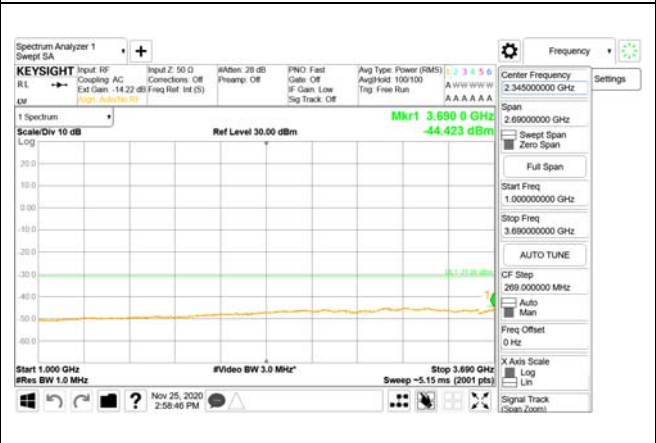 Spectrum Analyzer 1
Swept SA
+
Frequency
KEYSIGHT
RL
Input: RF
Coupling: AC
Ext Gain: -14.22 dB
Align: Auto/No RF
Input Z: 50 Ω
Corrections: Off
Freq Ref: Int (S)
#Atten: 28 dB
Preamp: Off
PNO: Fast
Gate: Off
IF Gain: Low
Sig Track: Off
Avg Type: Power (RMS)
Avg|Hold: 100/100
Trig: Free Run
1 2 3 4 5 6
A W W W W W
A A A A A A
1 Spectrum
Scale/Div 10 dB
Ref Level 30.00 dBm
Mkr1 3.690 0 GHz
-44.423 dBm
Log
20.0
10.0
0.00
-10.0
-20.0
-30.0
-40.0
-50.0
-60.0
1
Start 1.000 GHz
#Res BW 1.0 MHz
#Video BW 3.0 MHz*
Stop 3.690 GHz
Sweep ~5.15 ms (2001 pts)
Nov 25, 2020
2:58:46 PM
Center Frequency
2.345000000 GHz
Settings
Span
2.69000000 GHz
Swept Span
Zero Span
Full Span
Start Freq
1.000000000 GHz
Stop Freq
3.690000000 GHz
AUTO TUNE
CF Step
269.000000 MHz
Auto
Man
Freq Offset
0 Hz
X Axis Scale
Log
Lin
Signal Track
(Span Zoom)